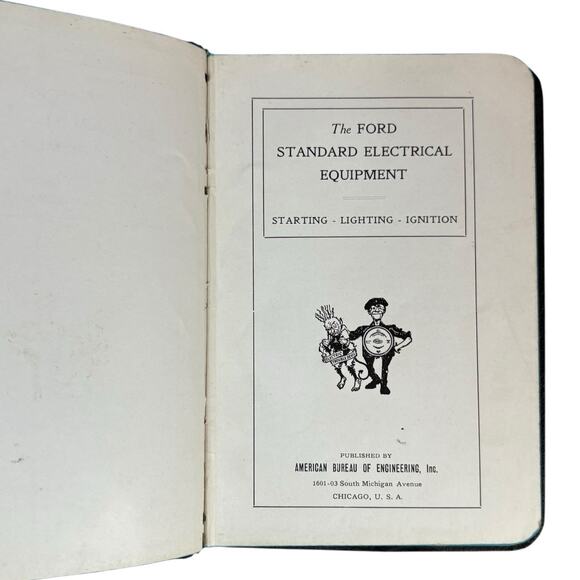 The FORD
STANDARD ELECTRICAL
EQUIPMENT
STARTING - LIGHTING - IGNITION
PUBLISHED BY
AMERICAN BUREAU OF ENGINEERING, Inc.
1601-03 South Michigan Avenue
CHICAGO, U. S. A.